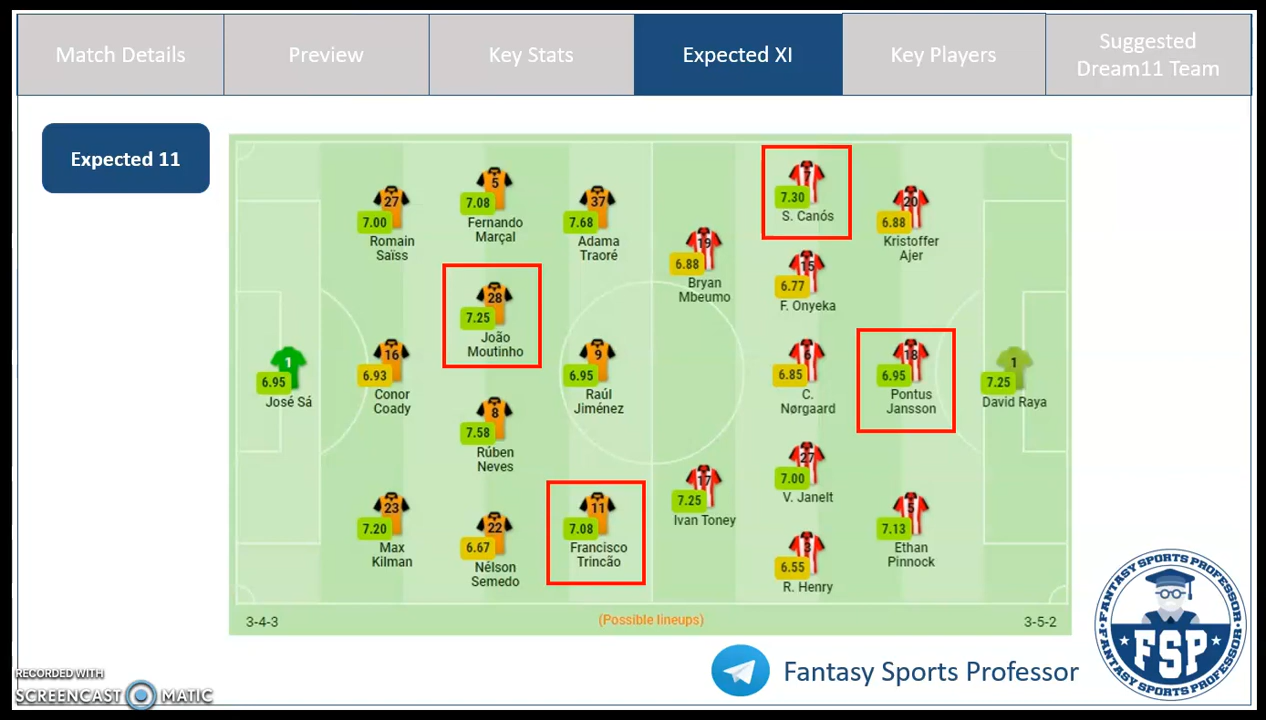 Match Details
Preview
Key Stats
Expected XI
Key Players
Suggested
Dream11 Team
Expected 11
1
6.95
José Sá
27
7.00
Romain
Saïss
16
6.93
Conor
Coady
23
7.20
Max
Kilman
5
7.08
Fernando
Marçal
28
7.25
João
Moutinho
8
7.58
Rúben
Neves
22
6.67
Nélson
Semedo
37
7.68
Adama
Traoré
9
6.95
Raúl
Jiménez
11
7.08
Francisco
Trincão
19
6.88
Bryan
Mbeumo
17
7.25
Ivan Toney
7
7.30
S. Canós
15
6.77
F. Onyeka
6
6.85
C.
Nørgaard
27
7.00
V. Janelt
3
6.55
R. Henry
20
6.88
Kristoffer
Ajer
18
6.95
Pontus
Jansson
5
7.13
Ethan
Pinnock
1
7.25
David Raya
3-4-3
(Possible lineups)
3-5-2
Fantasy Sports Professor
FANTASY SPORTS PROFESSOR
FSP
FANTASY SPORTS PROFESSOR
RECORDED WITH
SCREENCAST MATIC